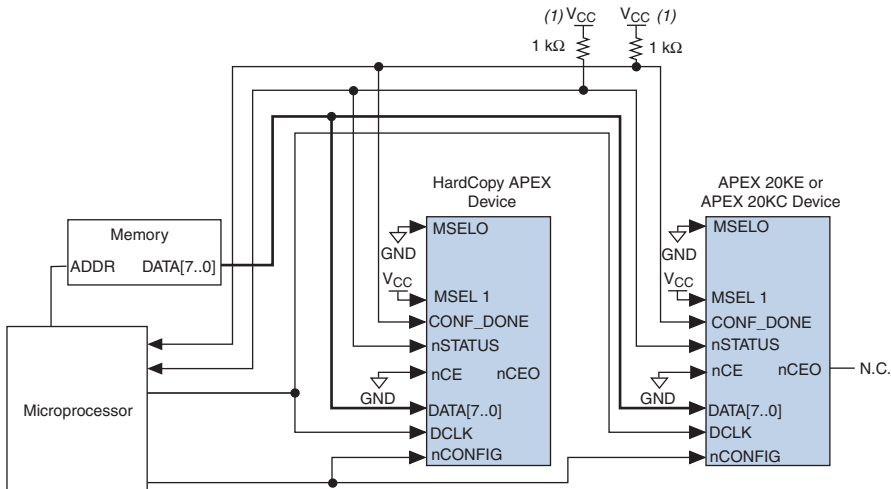 (1) VCC VCC (1)
1 kΩ 1 kΩ
HardCopy APEX
Device
APEX 20KE or
APEX 20KC Device
Memory
ADDR DATA[7..0]
Microprocessor
MSELO
GND
VCC
MSEL 1
CONF_DONE
nSTATUS
nCE nCEO
GND
DATA[7..0]
DCLK
nCONFIG
MSELO
GND
VCC
MSEL 1
CONF_DONE
nSTATUS
nCE nCEO N.C.
GND
DATA[7..0]
DCLK
nCONFIG